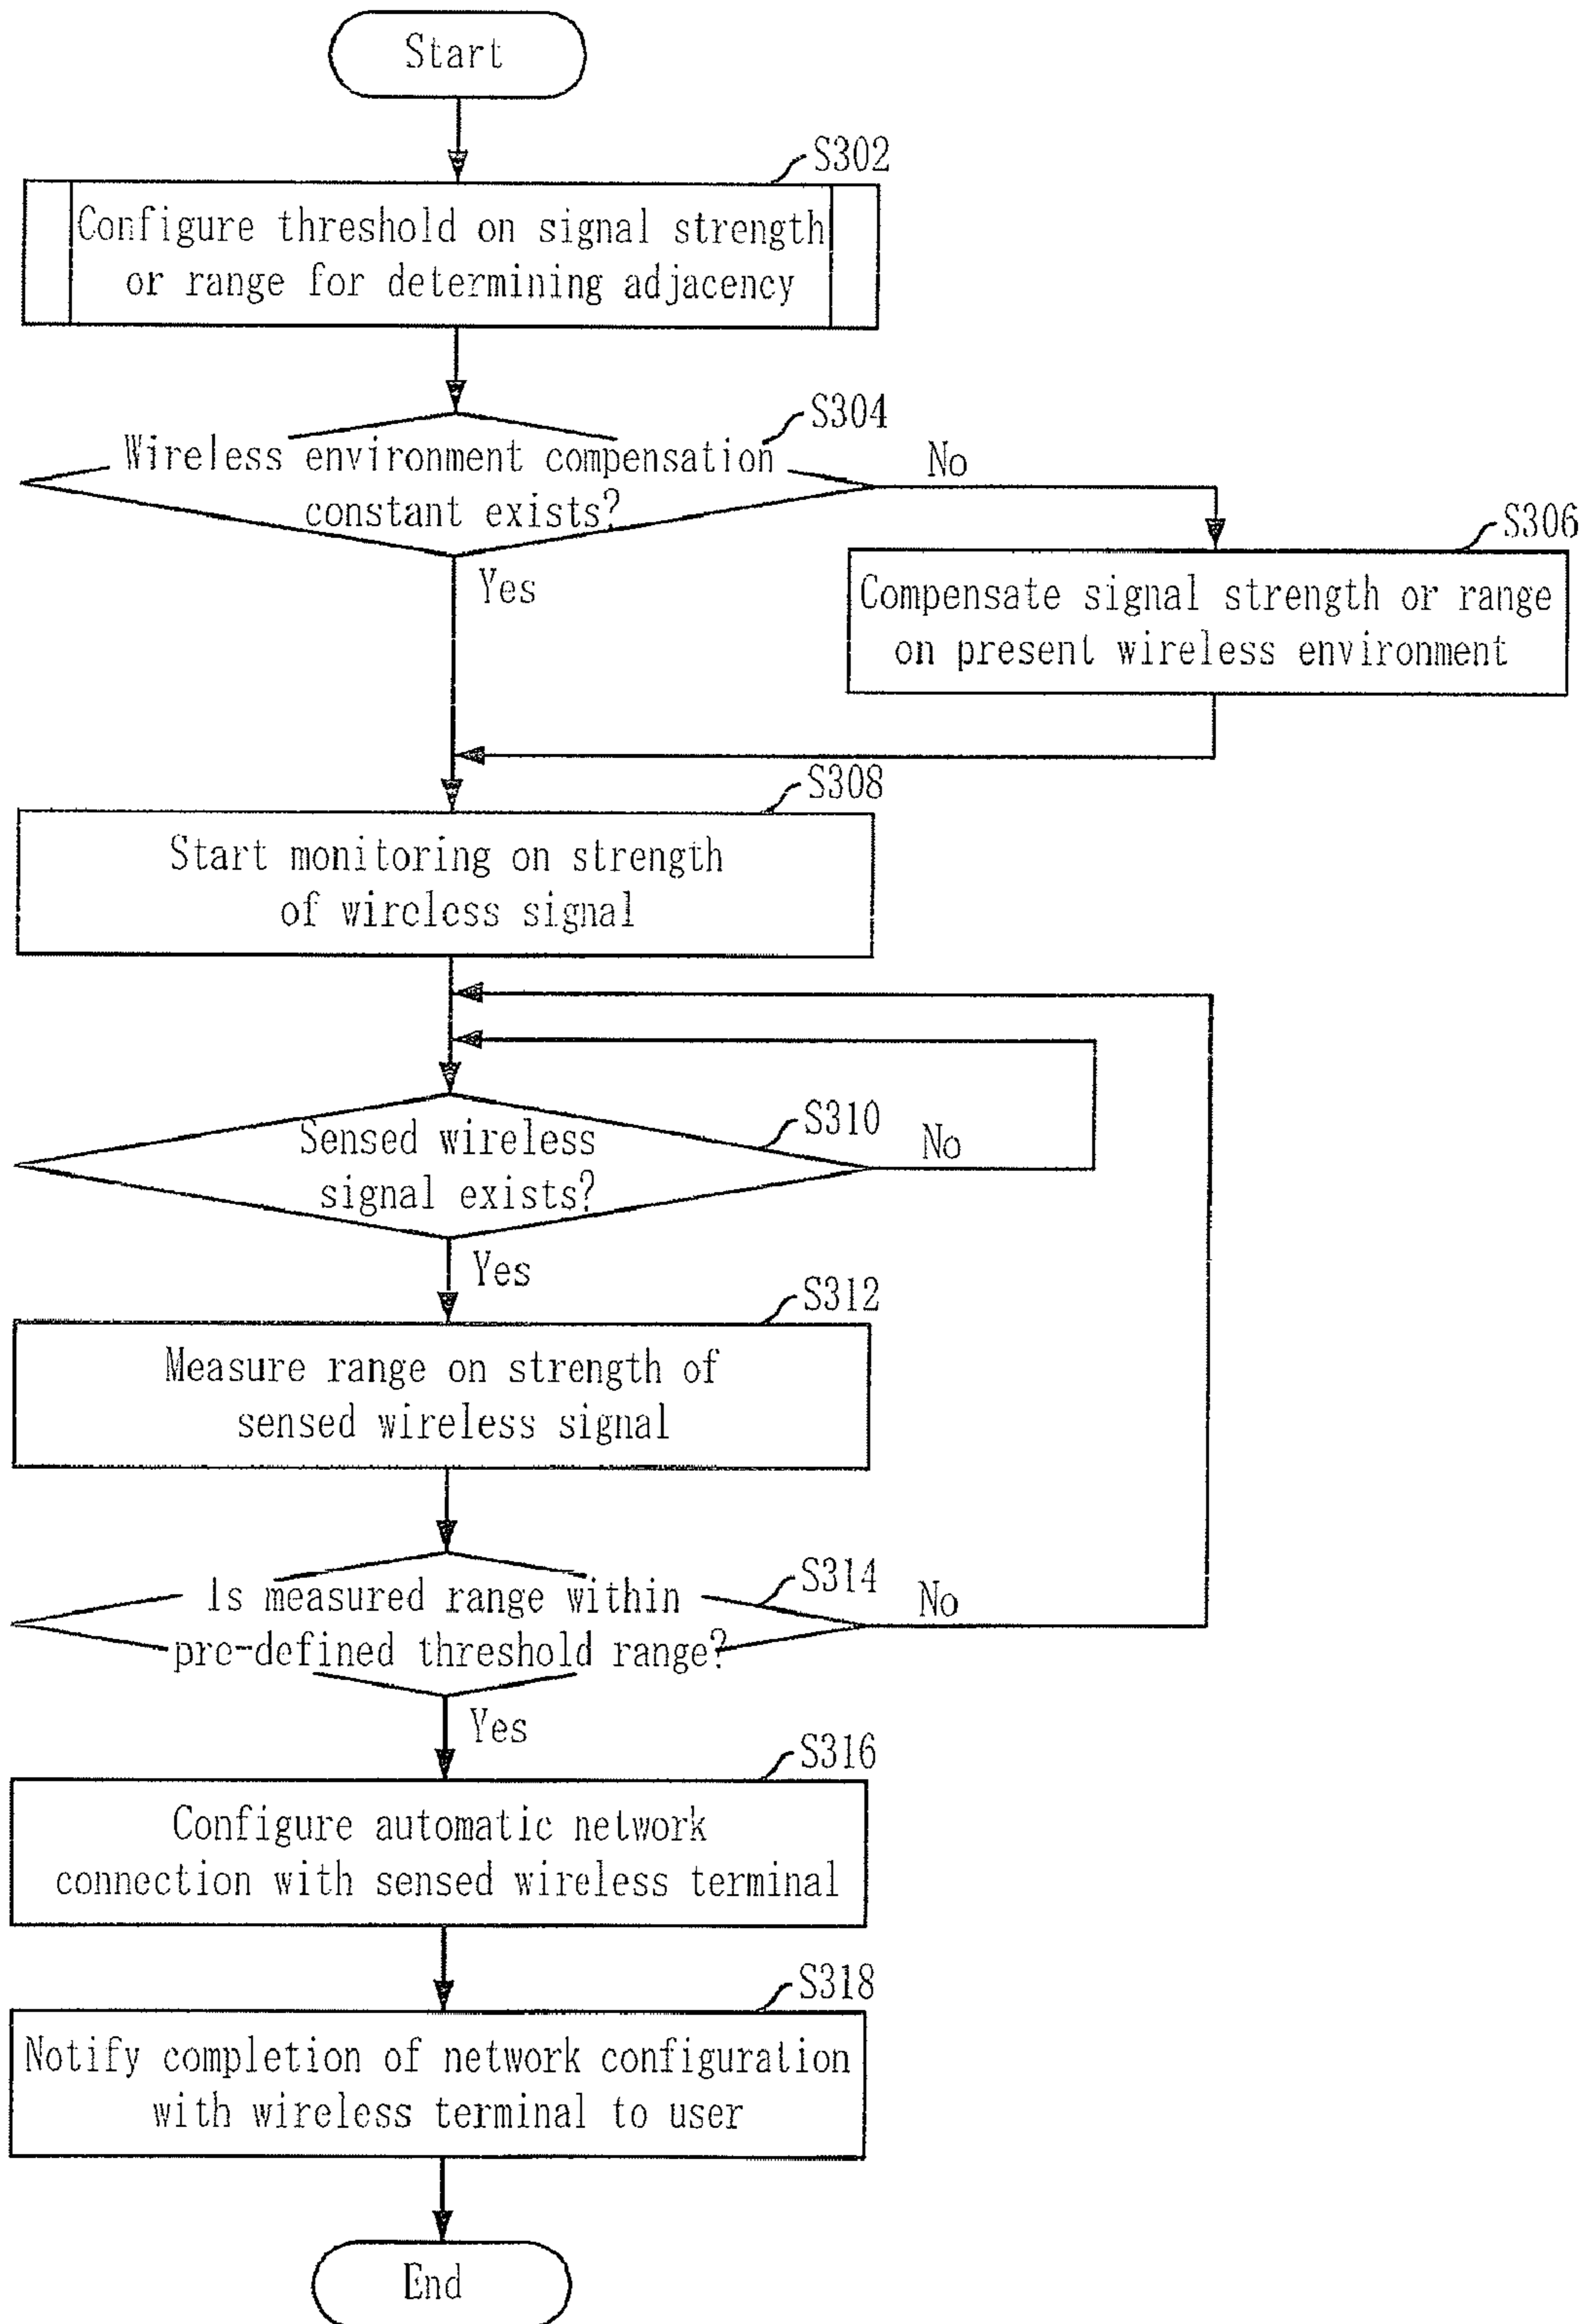 Start
S302
Configure threshold on signal strength
or range for determining adjacency
S304
Wireless environment compensation
constant exists?
No
Yes
S306
Compensate signal strength or range
on present wireless environment
S308
Start monitoring on strength
of wireless signal
S310
Sensed wireless
signal exists?
No
Yes
S312
Measure range on strength of
sensed wireless signal
S314
Is measured range within
pre-defined threshold range?
No
Yes
S316
Configure automatic network
connection with sensed wireless terminal
S318
Notify completion of network configuration
with wireless terminal to user
End